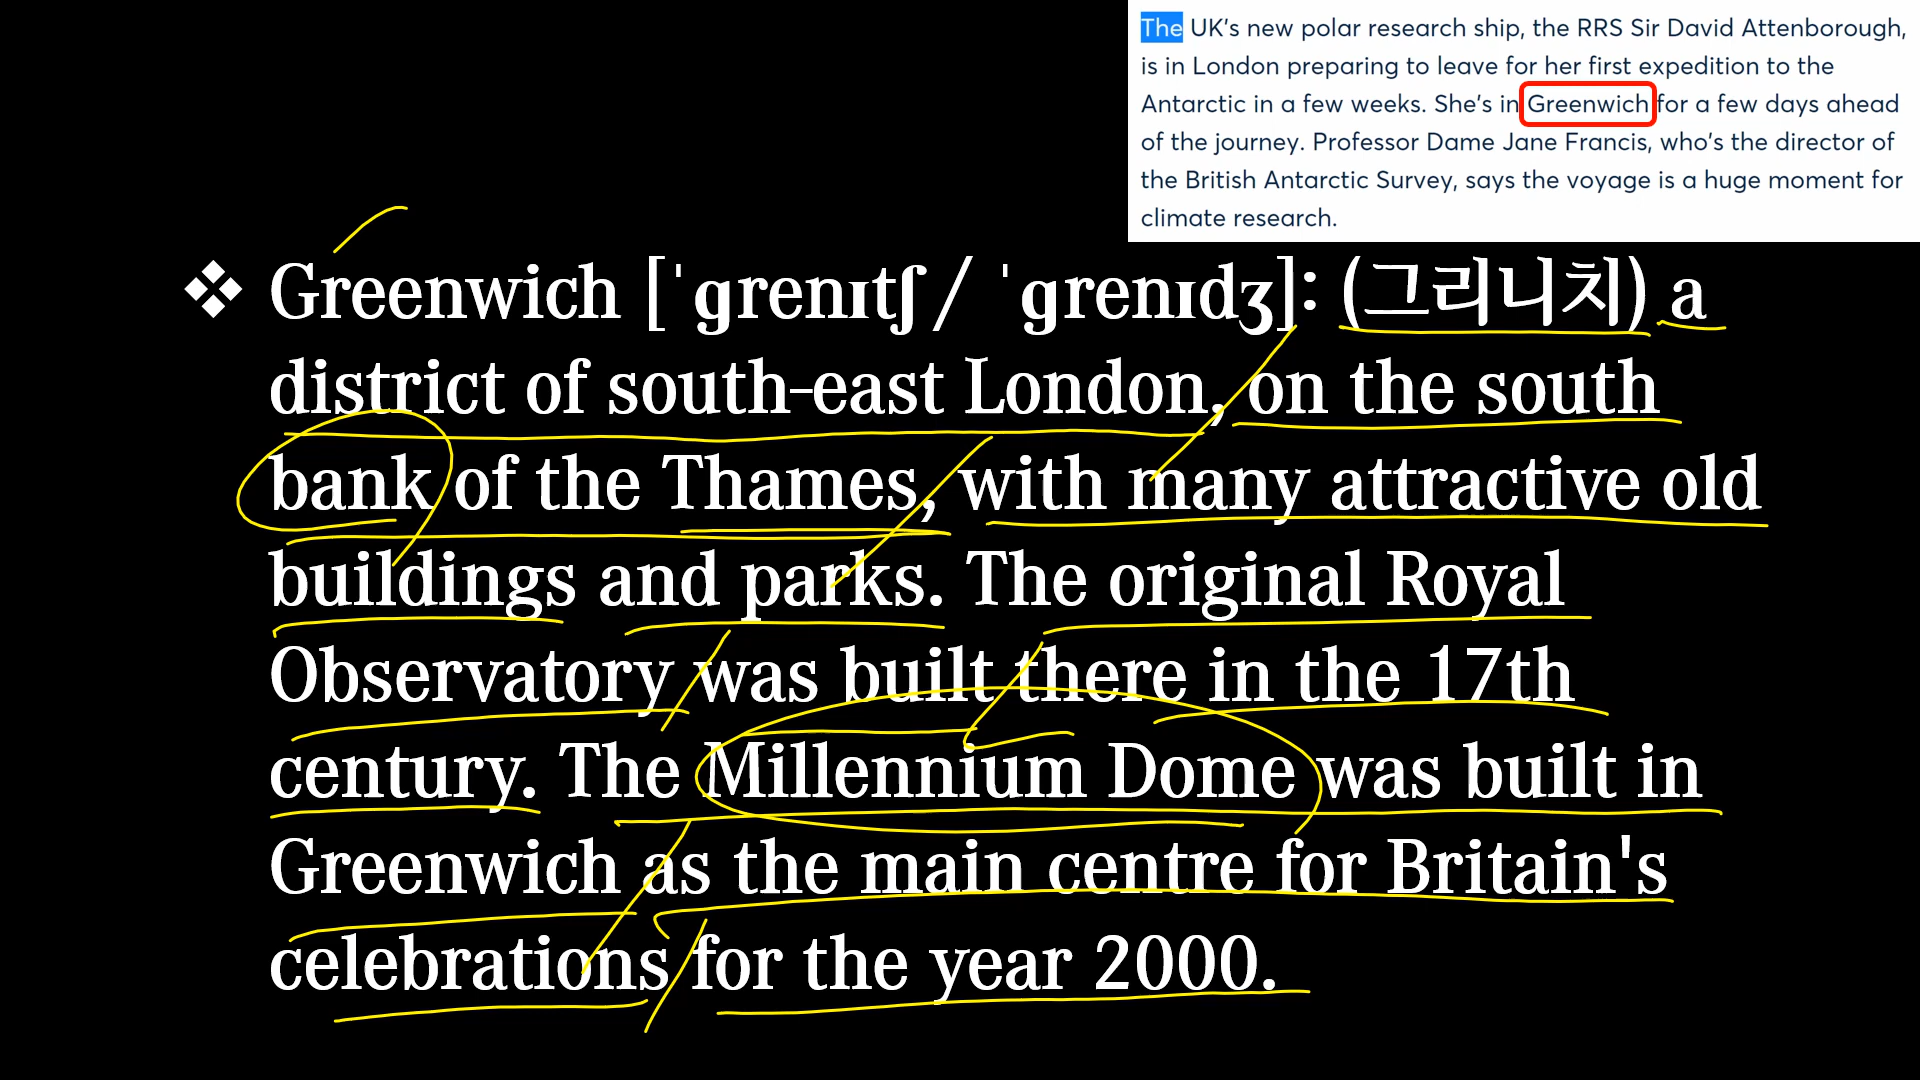 The UK's new polar research ship, the RRS Sir David Attenborough,
is in London preparing to leave for her first expedition to the
Antarctic in a few weeks. She's in Greenwich for a few days ahead
of the journey. Professor Dame Jane Francis, who's the director of
the British Antarctic Survey, says the voyage is a huge moment for
climate research.
❖ Greenwich [ˈɡrenɪtʃ/ ˈɡrenɪdʒ]: (그리니치) a
district of south-east London, on the south
bank of the Thames, with many attractive old
buildings and parks. The original Royal
Observatory was built there in the 17th
century. The Millennium Dome was built in
Greenwich as the main centre for Britain's
celebrations for the year 2000.